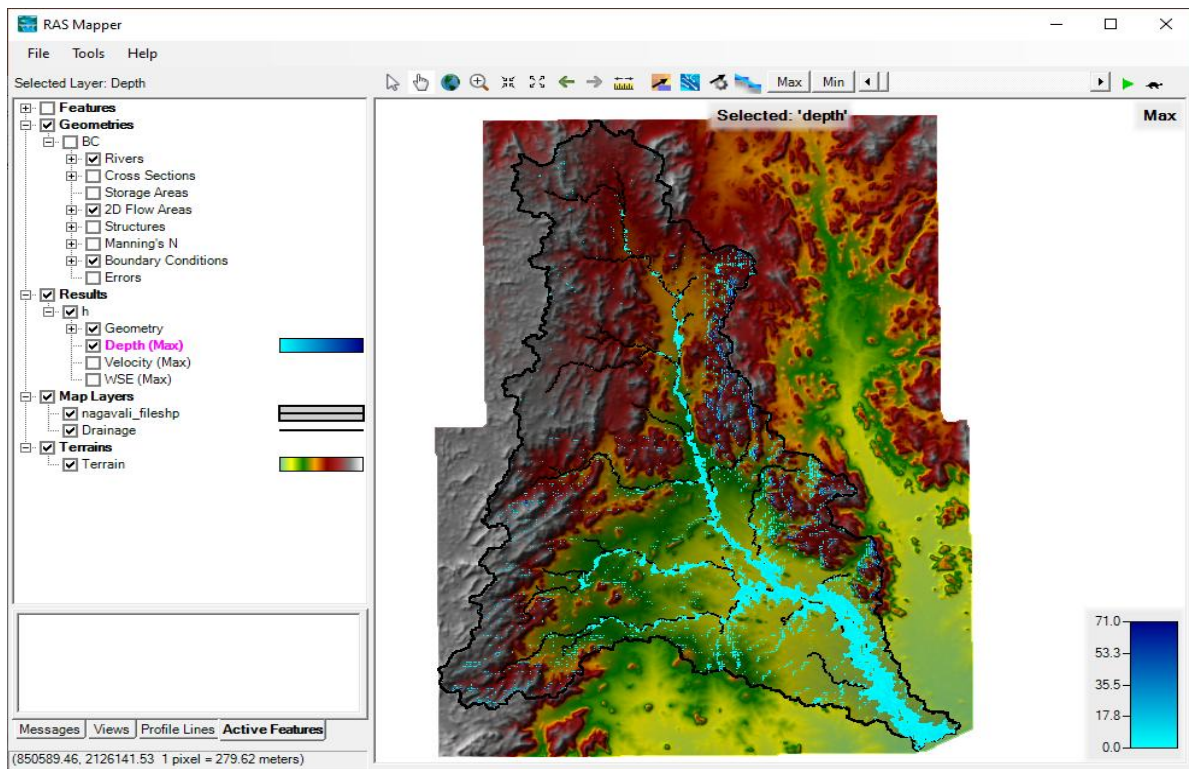 RAS Mapper
File Tools Help
Selected Layer: Depth
Max Min
Features
Geometries
BC
Rivers
Cross Sections
Storage Areas
2D Flow Areas
Structures
Manning's N
Boundary Conditions
Errors
Results
h
Geometry
Depth (Max)
Velocity (Max)
WSE (Max)
Map Layers
nagavali_fileshp
Drainage
Terrains
Terrain
Selected: 'depth'
Max
71.0
53.3
35.5
17.8
0.0
Messages Views Profile Lines Active Features
(850589.46, 2126141.53 1 pixel = 279.62 meters)